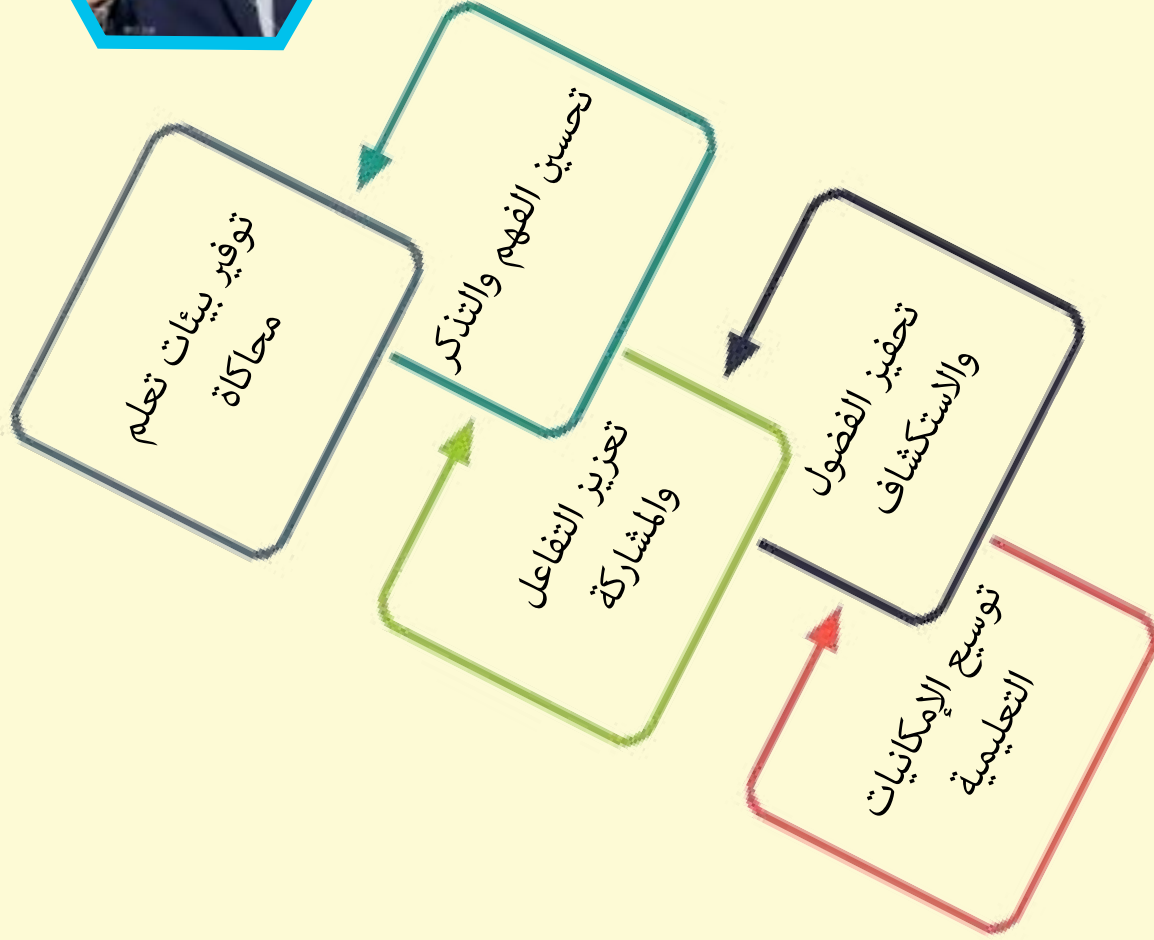 توفير بيئات تعلم
محاكاة
تحسين الفهم والتذكر
تعزيز التفاعل
والمشاركة
تحفيز الفضول
والاستكشاف
توسيع الإمكانيات
التعليمية